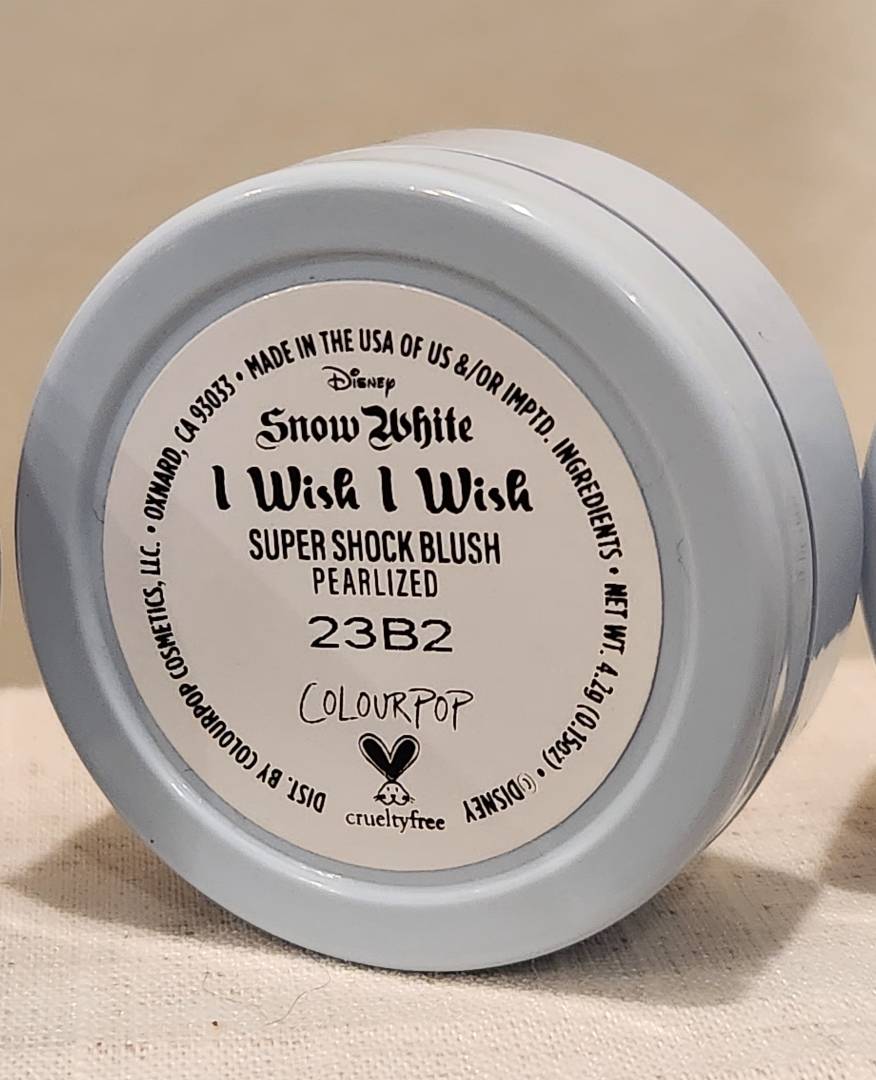 DIST. BY COLOURPOP COSMETICS, LLC. • OXNARD, CA 93033 • MADE IN THE USA OF US &/OR IMPTD. INGREDIENTS • NET WT. 4.2g (0.15oz) • ©DISNEY
Disney
Snow White
I Wish I Wish
SUPER SHOCK BLUSH
PEARLIZED
23B2
COLOURPOP
crueltyfree